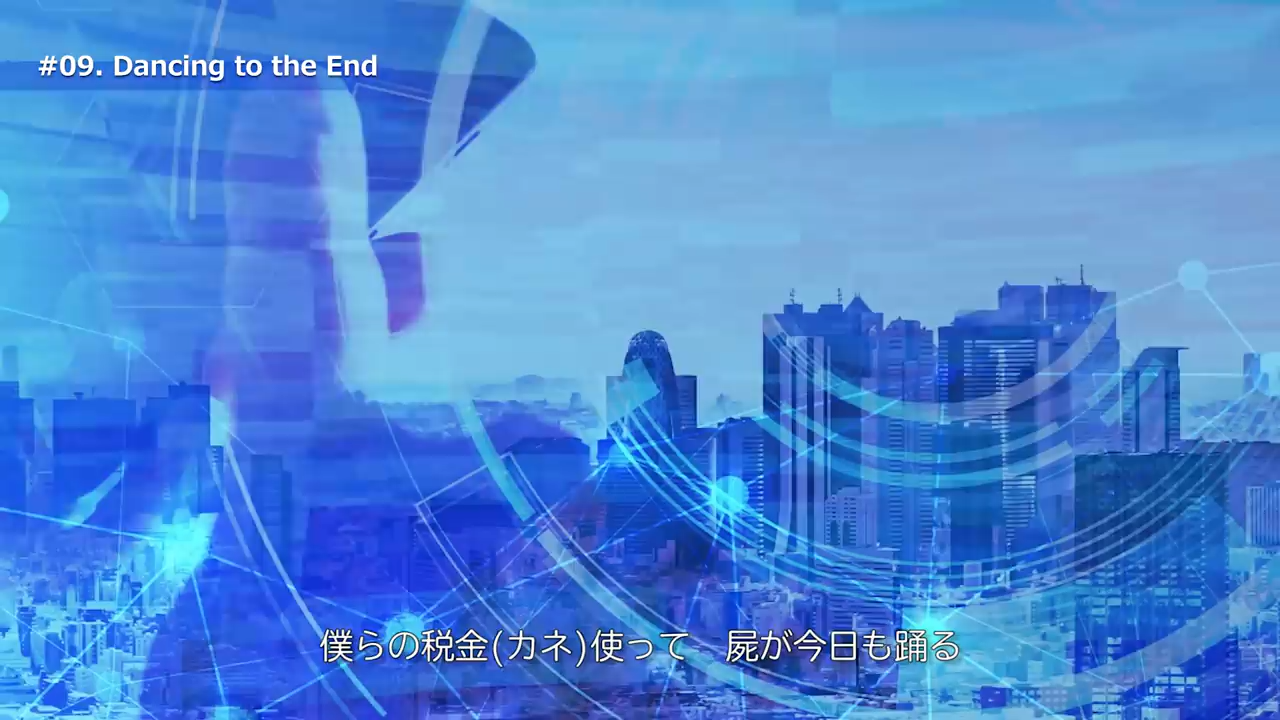 #09. Dancing to the End
僕らの税金(カネ)使って　屍が今日も踊る